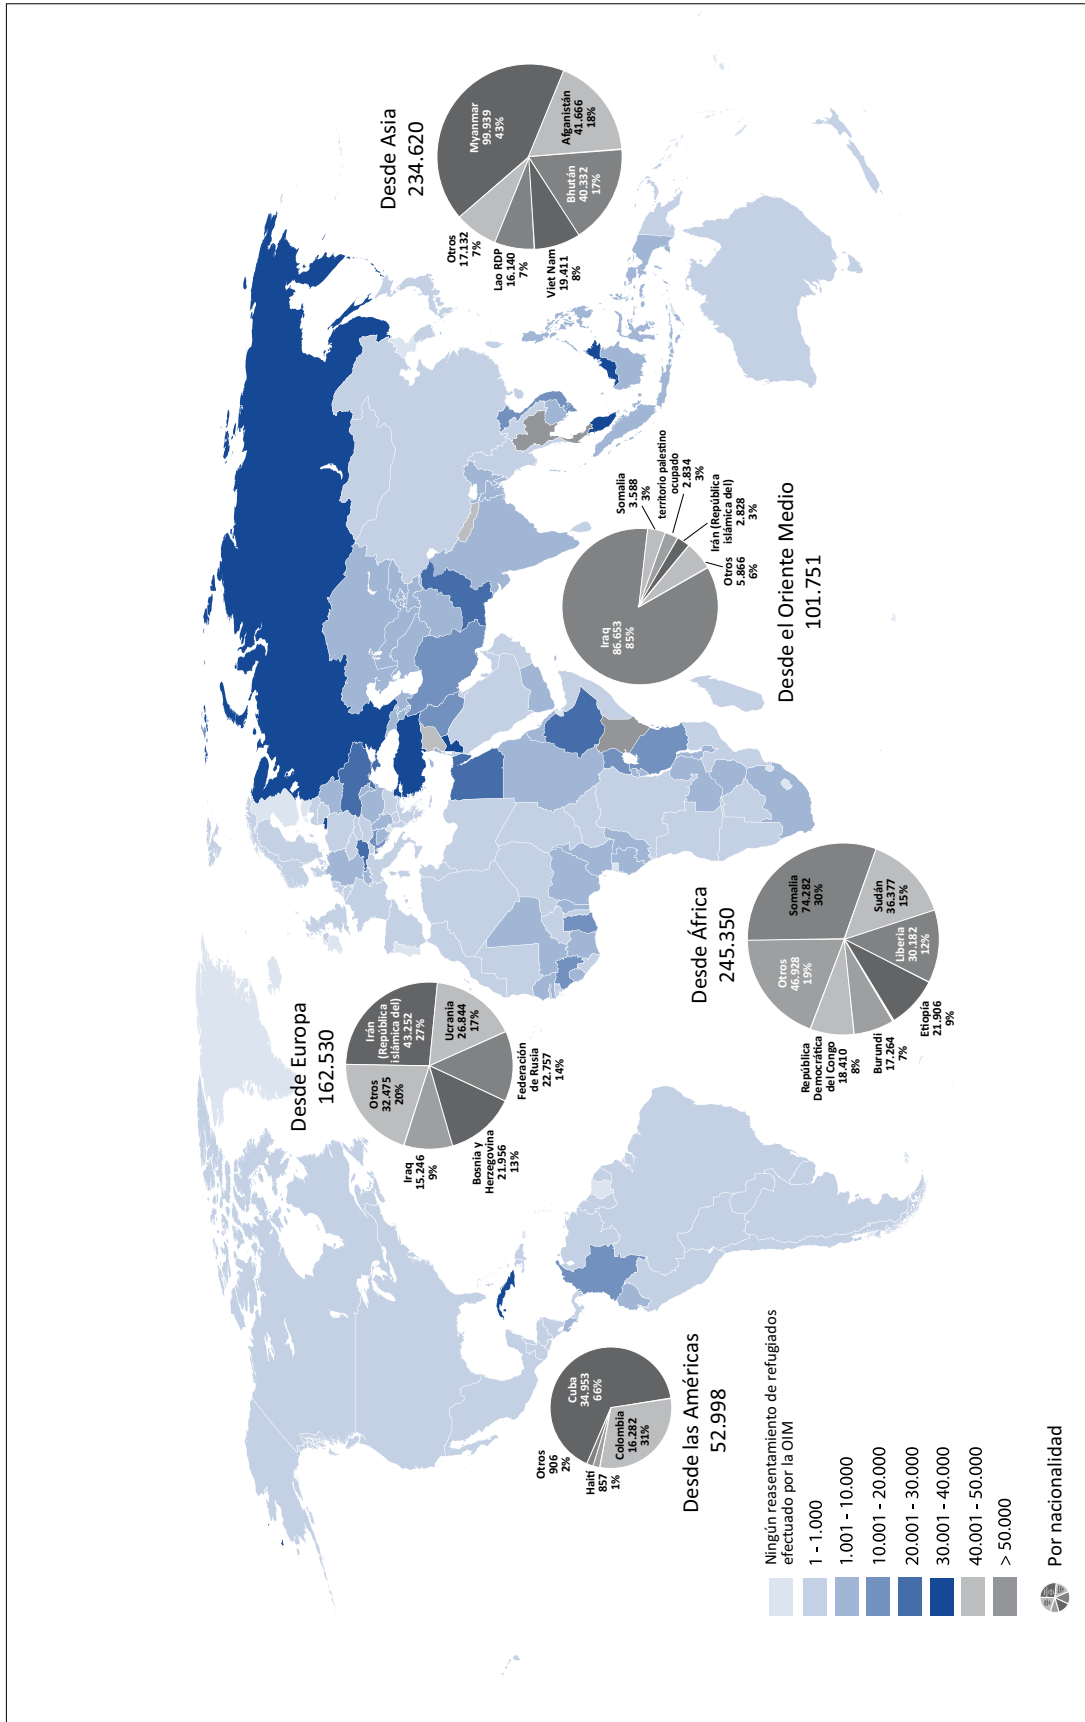 Desde Asia
234.620
Myanmar
99.939
43%
Afganistán
41.666
18%
Bhután
40.332
17%
Viet Nam
19.411
8%
Lao RDP
16.140
7%
Otros
17.132
7%
Desde el Oriente Medio
101.751
Iraq
86.653
85%
Somalia
3.588
3%
territorio palestino
ocupado
2.834
3%
Irán (República
islámica del)
2.828
3%
Otros
5.866
6%
Desde Europa
162.530
Irán
(República
islámica del)
43.252
27%
Ucrania
26.844
17%
Federación
de Rusia
22.757
14%
Bosnia y
Herzegovina
21.956
13%
Iraq
15.246
9%
Otros
32.475
20%
Desde África
245.350
Somalia
74.282
30%
Sudán
36.377
15%
Liberia
30.182
12%
Etiopía
21.906
9%
Burundi
17.264
7%
República
Democrática
del Congo
18.410
8%
Otros
46.928
19%
Desde las Américas
52.998
Cuba
34.953
66%
Colombia
16.282
31%
Haití
857
1%
Otros
906
2%
Ningún reasentamiento de refugiados
efectuado por la OIM
1 - 1.000
1.001 - 10.000
10.001 - 20.000
20.001 - 30.000
30.001 - 40.000
40.001 - 50.000
> 50.000
Por nacionalidad